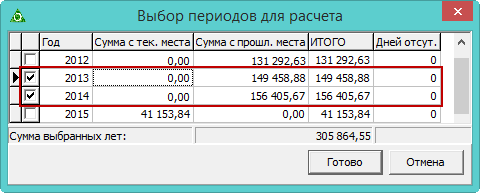 Выбор периодов для расчета
Год Сумма с тек. места Сумма с прошл. места ИТОГО Дней отсут.
2012 0,00 131 292,63 131 292,63 0
2013 0,00 149 458,88 149 458,88 0
2014 0,00 156 405,67 156 405,67 0
2015 41 153,84 0,00 41 153,84 0
Сумма выбранных лет: 305 864,55
Готово Отмена